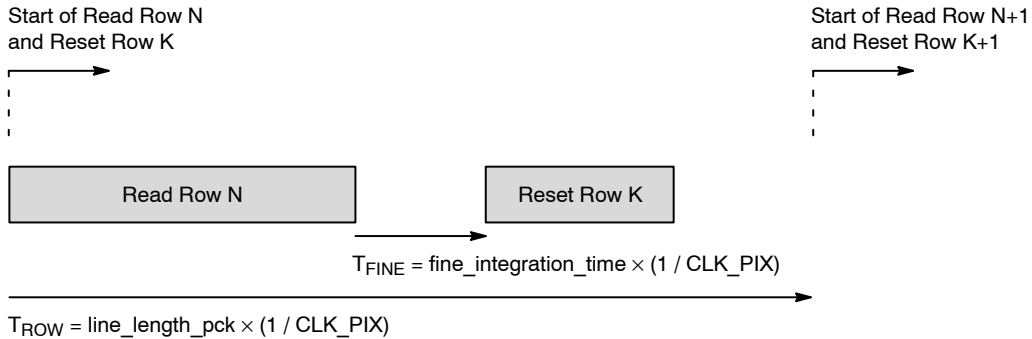 Start of Read Row N
and Reset Row K
Start of Read Row N+1
and Reset Row K+1
Read Row N
Reset Row K
T_FINE = fine_integration_time × (1 / CLK_PIX)
T_ROW = line_length_pck × (1 / CLK_PIX)